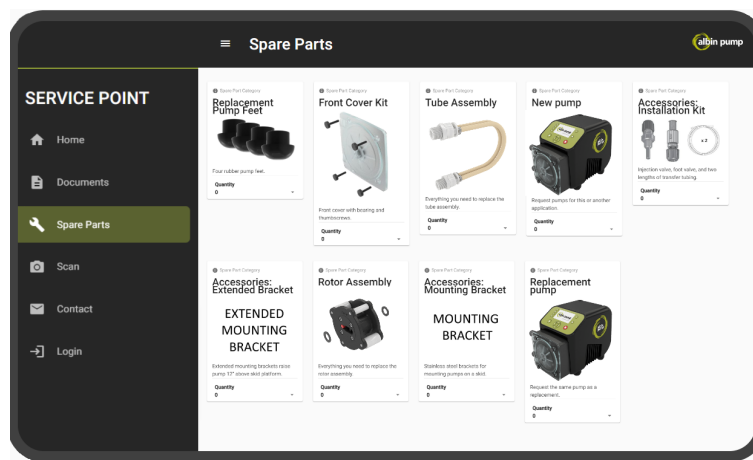 Spare Parts
albin pump
SERVICE POINT
Home
Documents
Spare Parts
Scan
Contact
Login
Spare Part Category
Replacement
Pump Feet
Four rubber pump feet.
Quantity
0
Spare Part Category
Front Cover Kit
Front cover with bearing and
thumbscrews
Quantity
0
Spare Part Category
Tube Assembly
Everything you need to replace the
tube assembly.
Quantity
0
Spare Part Category
New pump
Request pumps for this or another
application.
Quantity
0
Spare Part Category
Accessories:
Installation Kit
x 2
Injection valve, foot valve, and two
lengths of transfer tubing.
Quantity
0
Spare Part Category
Accessories:
Extended Bracket
EXTENDED
MOUNTING
BRACKET
Extended mounting brackets raise
pump 12" above skid platform.
Quantity
0
Spare Part Category
Rotor Assembly
Everything you need to replace the
rotor assembly.
Quantity
0
Spare Part Category
Accessories:
Mounting Bracket
MOUNTING
BRACKET
Stainless steel brackets for
mounting pumps on a skid.
Quantity
0
Spare Part Category
Replacement
pump
Request the same pump as a
replacement.
Quantity
0